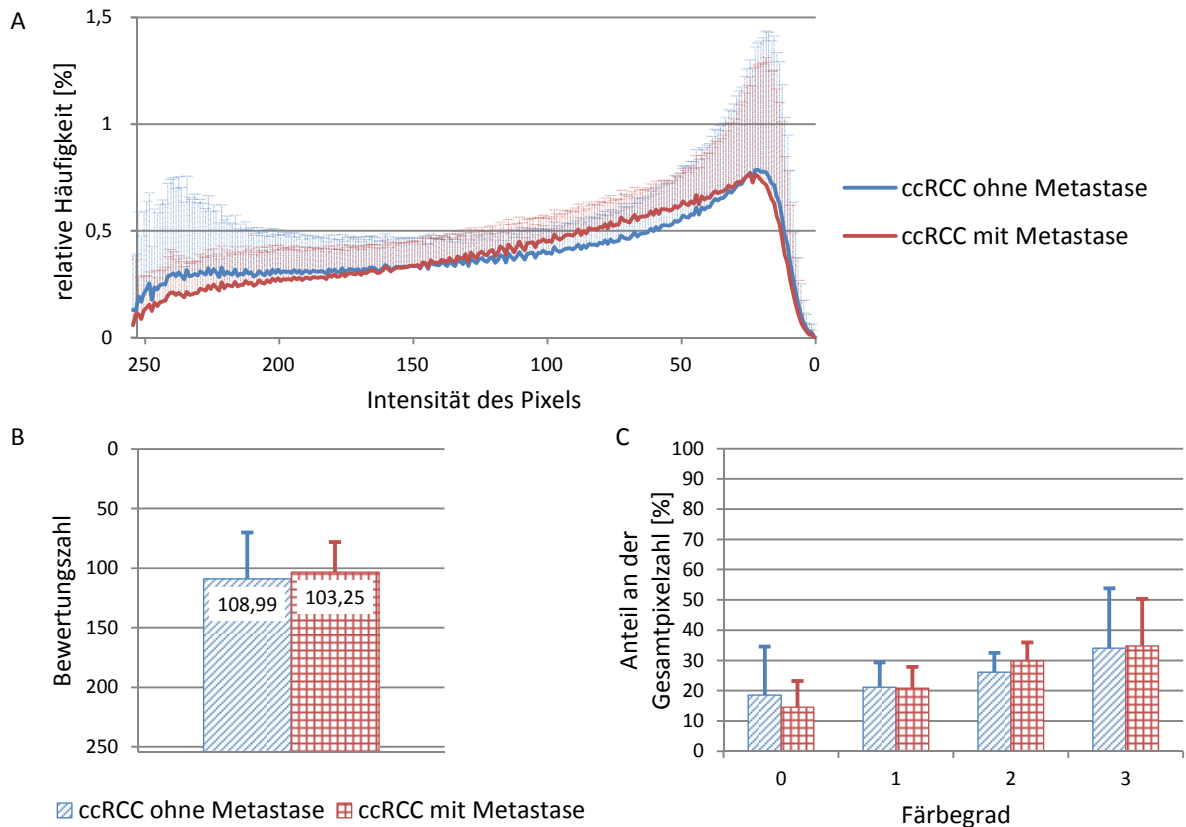 A
relative Häufigkeit [%]
1,5
1
0,5
0
250 200 150 100 50 0
Intensität des Pixels
ccRCC ohne Metastase
ccRCC mit Metastase
B
Bewertungszahl
0
50
100
150
200
250
108,99 103,25
ccRCC ohne Metastase ccRCC mit Metastase
C
Anteil an der
Gesamtpixelzahl [%]
100
90
80
70
60
50
40
30
20
10
0
0 1 2 3
Färbegrad